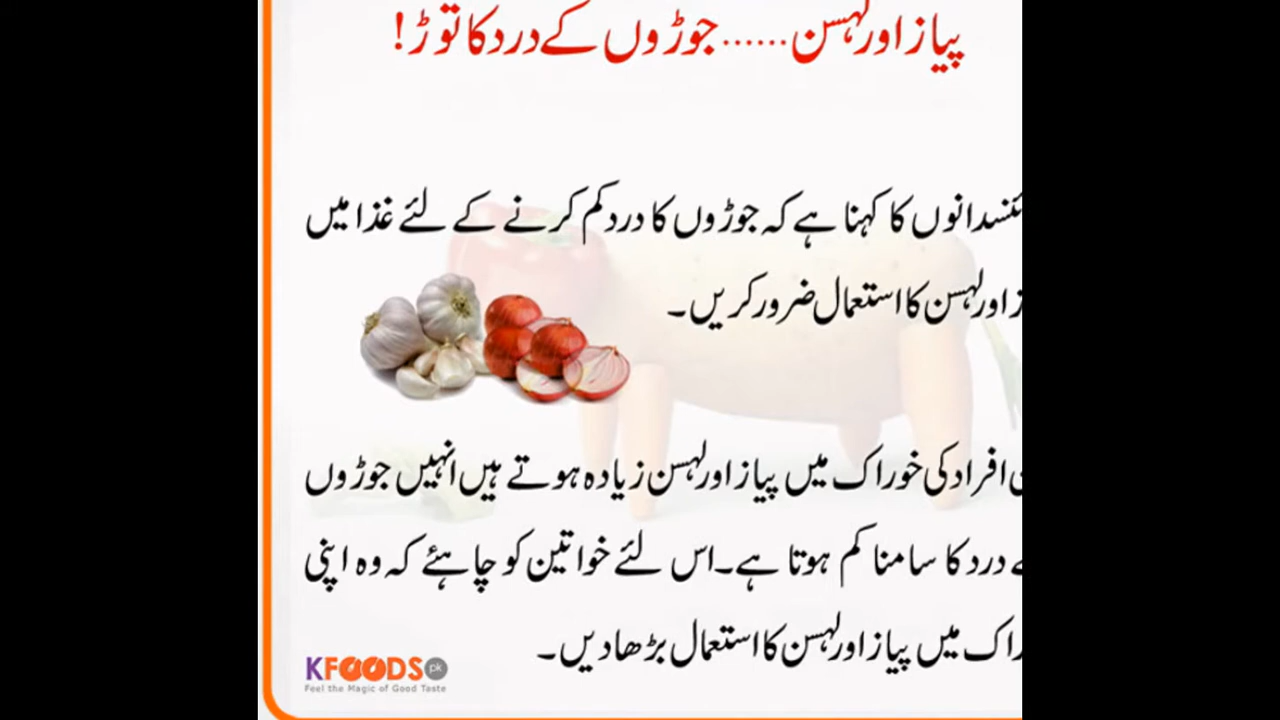 پیاز اور لہسن......جوڑوں کے درد کا توڑ!
ئنسدانوں کا کہنا ہے کہ جوڑوں کا درد کم کرنے کے لئے غذا میں
ز اور لہسن کا استعمال ضرور کریں۔
افراد کی خوراک میں پیاز اور لہسن زیادہ ہوتے ہیں انہیں جوڑوں
درد کا سامنا کم ہوتا ہے۔ اس لئے خواتین کو چاہئے کہ وہ اپنی
راک میں پیاز اور لہسن کا استعمال بڑھادیں۔
KFOODS pk
Feel the Magic of Good Taste